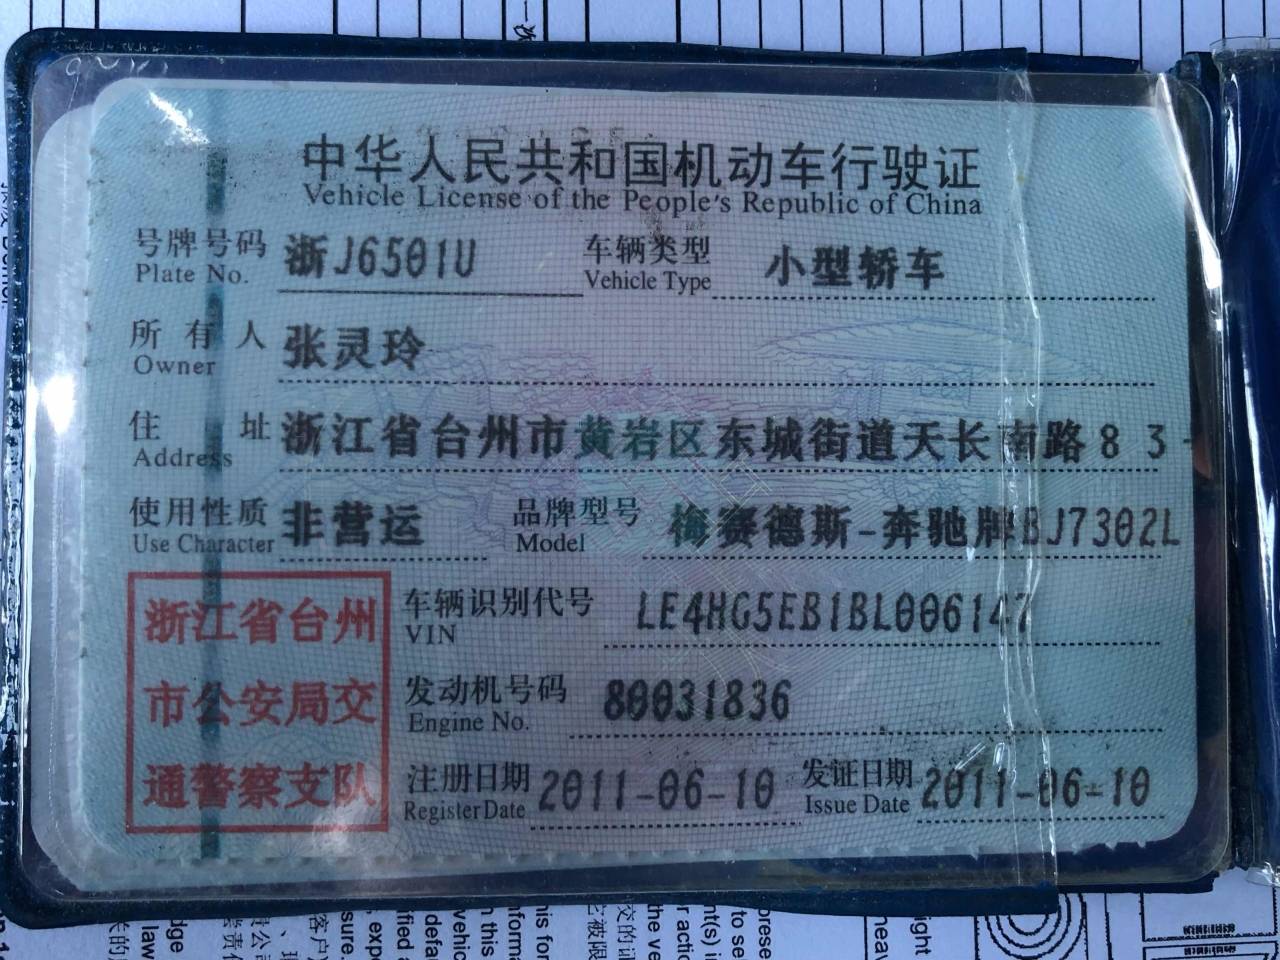 中华人民共和国机动车行驶证
Vehicle License of the People's Republic of China
号牌号码 浙J6501U 车辆类型 小型轿车
Plate No. Vehicle Type
所有人 张灵玲
Owner
住址 浙江省台州市黄岩区东城街道天长南路83-
Address
使用性质 非营运 品牌型号 梅赛德斯-奔驰牌BJ7302L
Use Character Model
浙江省台州
市公安局交
通警察支队
车辆识别代号 LE4HG5EB1BL006147
VIN
发动机号码 80031836
Engine No.
注册日期 2011-06-10 发证日期 2011-06-10
Register Date Issue Date